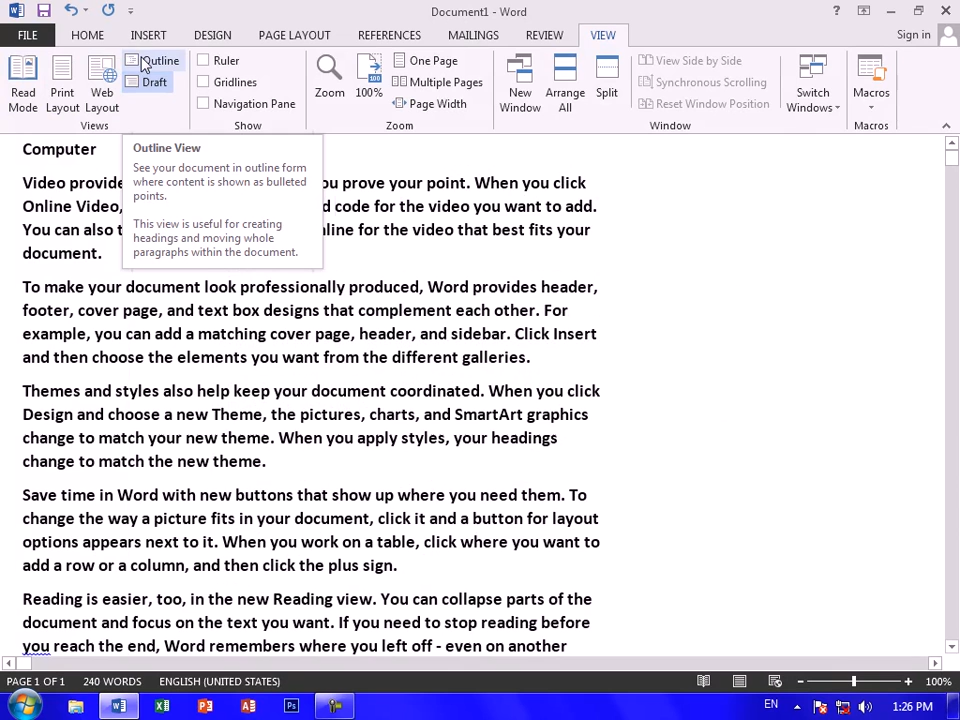 Document1 - Word
FILE HOME INSERT DESIGN PAGE LAYOUT REFERENCES MAILINGS REVIEW VIEW Sign in
Read Mode
Print Layout
Web Layout
Outline
Draft
Views
Ruler
Gridlines
Navigation Pane
Show
Zoom
100%
One Page
Multiple Pages
Page Width
Zoom
New Window
Arrange All
Split
View Side by Side
Synchronous Scrolling
Reset Window Position
Window
Switch Windows
Macros
Macros
Outline View
See your document in outline form
where content is shown as bulleted
points.
This view is useful for creating
headings and moving whole
paragraphs within the document.
Computer
Video provide ou prove your point. When you click
Online Video, d code for the video you want to add.
You can also t nline for the video that best fits your
document.
To make your document look professionally produced, Word provides header,
footer, cover page, and text box designs that complement each other. For
example, you can add a matching cover page, header, and sidebar. Click Insert
and then choose the elements you want from the different galleries.
Themes and styles also help keep your document coordinated. When you click
Design and choose a new Theme, the pictures, charts, and SmartArt graphics
change to match your new theme. When you apply styles, your headings
change to match the new theme.
Save time in Word with new buttons that show up where you need them. To
change the way a picture fits in your document, click it and a button for layout
options appears next to it. When you work on a table, click where you want to
add a row or a column, and then click the plus sign.
Reading is easier, too, in the new Reading view. You can collapse parts of the
document and focus on the text you want. If you need to stop reading before
you reach the end, Word remembers where you left off - even on another
PAGE 1 OF 1 240 WORDS ENGLISH (UNITED STATES) 100%
EN 1:26 PM